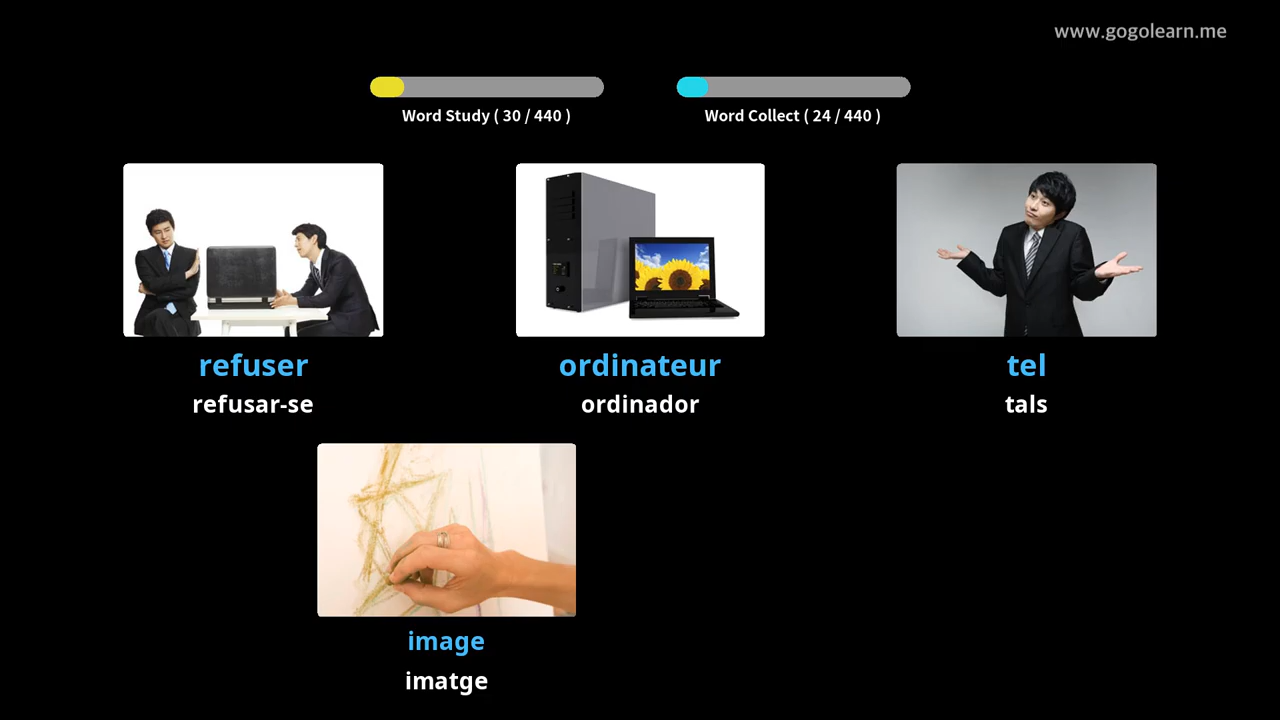 www.gogolearn.me
Word Study ( 30 / 440 )
Word Collect ( 24 / 440 )
refuser
refusar-se
ordinateur
ordinador
tel
tals
image
imatge